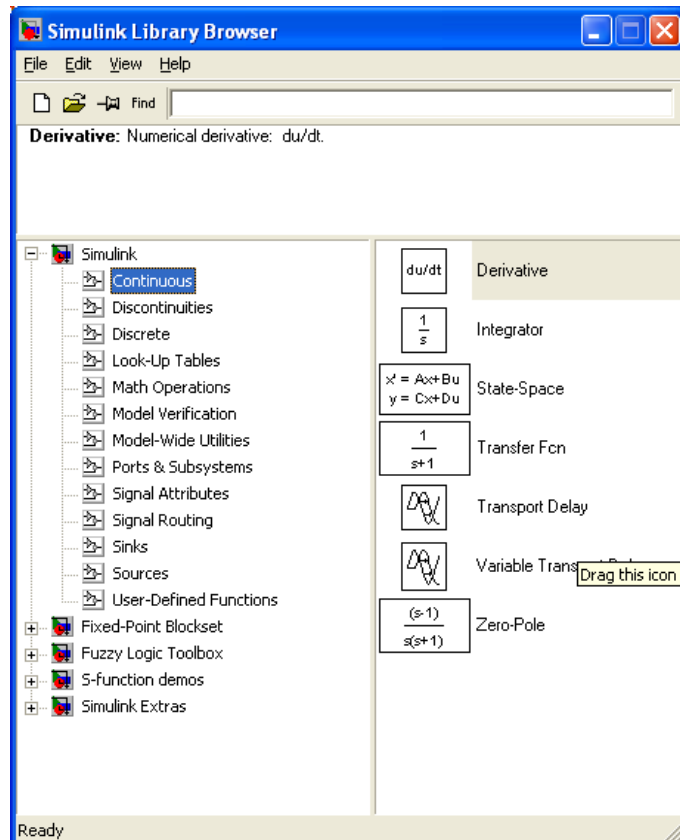 Simulink Library Browser
File Edit View Help
Find
Derivative: Numerical derivative: du/dt.
Simulink
Continuous
Discontinuities
Discrete
Look-Up Tables
Math Operations
Model Verification
Model-Wide Utilities
Ports & Subsystems
Signal Attributes
Signal Routing
Sinks
Sources
User-Defined Functions
Fixed-Point Blockset
Fuzzy Logic Toolbox
S-function demos
Simulink Extras
du/dt Derivative
1
s
Integrator
x' = Ax+Bu
y = Cx+Du
State-Space
1
s+1
Transfer Fcn
Transport Delay
Variable
Drag this icon
(s-1)
s(s+1)
Zero-Pole
Ready